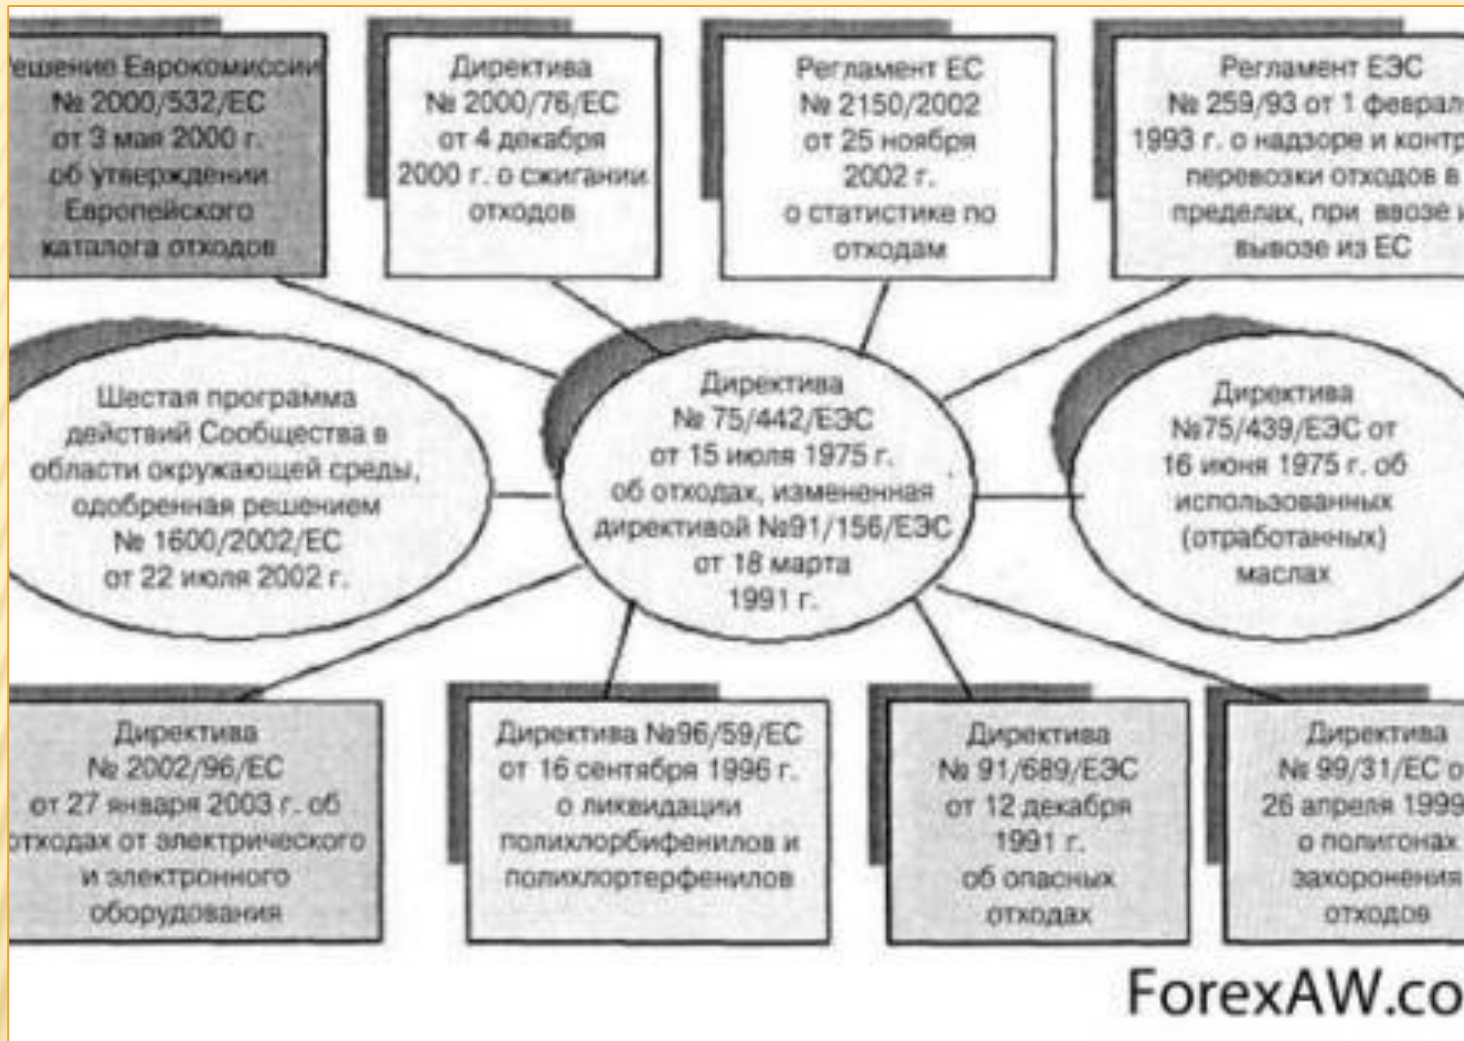 ешение Еврокомиссии
№ 2000/532/ЕС
от 3 мая 2000 г.
об утверждении
Европейского
каталога отходов
Директива
№ 2000/76/ЕС
от 4 декабря
2000 г. о сжигании
отходов
Регламент ЕС
№ 2150/2002
от 25 ноября
2002 г.
о статистике по
отходам
Регламент ЕЭС
№ 259/93 от 1 феврал
1993 г. о надзоре и контр
перевозки отходов в
пределах, при ввозе и
вывозе из ЕС
Шестая программа
действий Сообщества в
области окружающей среды,
одобренная решением
№ 1600/2002/ЕС
от 22 июля 2002 г.
Директива
№ 75/442/ЕЭС
от 15 июля 1975 г.
об отходах, измененная
директивой №91/156/ЕЭС
от 18 марта
1991 г.
Директива
№75/439/ЕЭС от
16 июня 1975 г. об
использованных
(отработанных)
маслах
Директива
№ 2002/96/ЕС
от 27 января 2003 г. об
отходах от электрического
и электронного
оборудования
Директива №96/59/ЕС
от 16 сентября 1996 г.
о ликвидации
полихлорбифенилов и
полихлортерфенилов
Директива
№ 91/689/ЕЭС
от 12 декабря
1991 г.
об опасных
отходах
Директива
№ 99/31/ЕС о
26 апреля 1999
о полигонах
захоронения
отходов
ForexAW.co